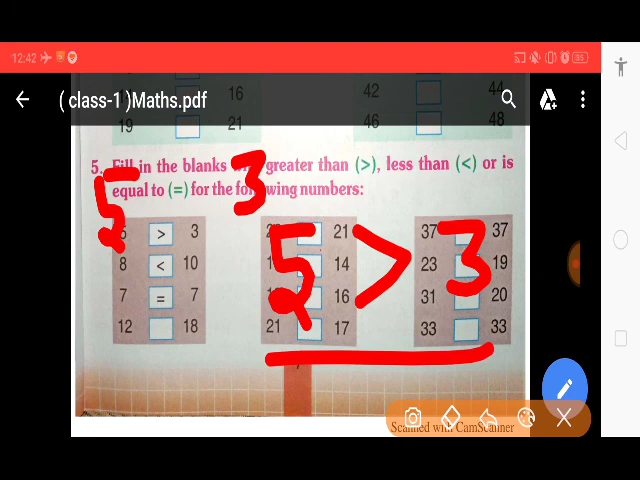 12:42
95
( class-1 )Maths.pdf
16 42 44
19 21 46 48
5. Fill in the blanks greater than (>), less than (<) or is
equal to (=) for the following numbers:
5 3
5 > 3 21 37 37
8 < 10 14 23 19
7 = 7 16 31 20
12 18 21 17 33 33
5 > 3
Scanned with CamScanner